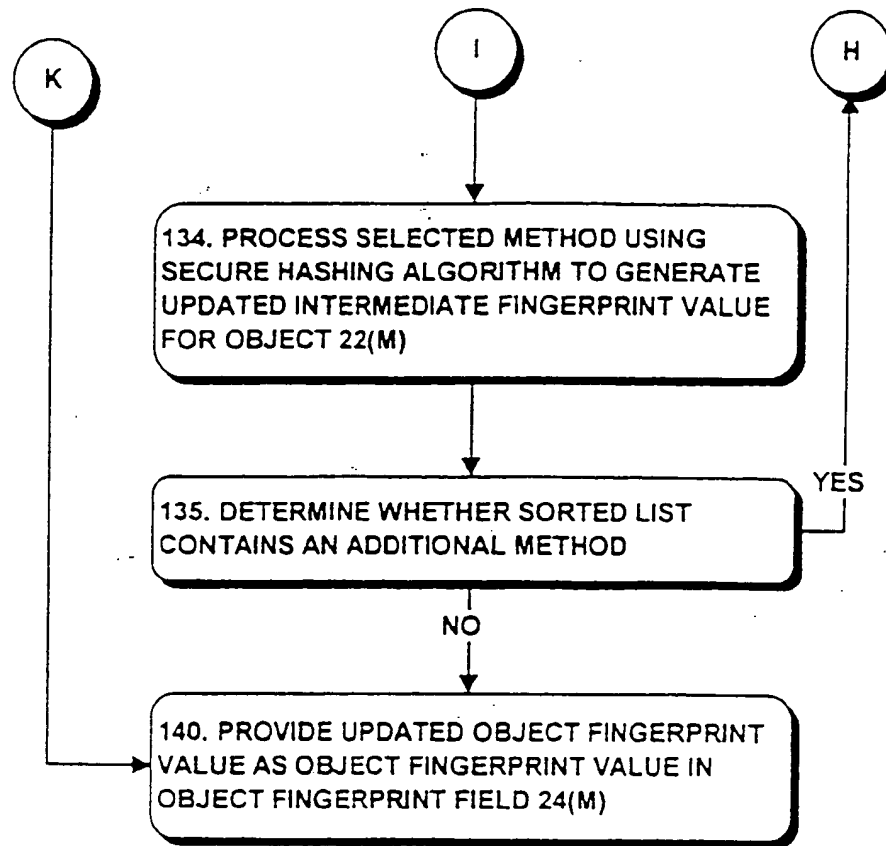 K
I
H
134. PROCESS SELECTED METHOD USING
SECURE HASHING ALGORITHM TO GENERATE
UPDATED INTERMEDIATE FINGERPRINT VALUE
FOR OBJECT 22(M)
YES
135. DETERMINE WHETHER SORTED LIST
CONTAINS AN ADDITIONAL METHOD
NO
140. PROVIDE UPDATED OBJECT FINGERPRINT
VALUE AS OBJECT FINGERPRINT VALUE IN
OBJECT FINGERPRINT FIELD 24(M)